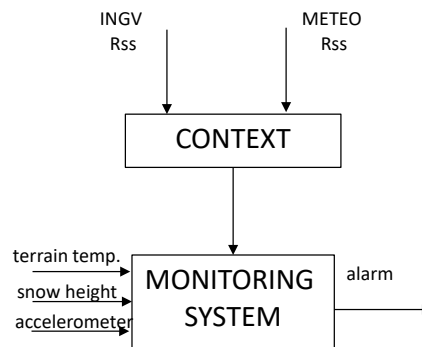 INGV
Rss
METEO
Rss
CONTEXT
terrain temp.
snow height
accelerometer
MONITORING
SYSTEM
alarm